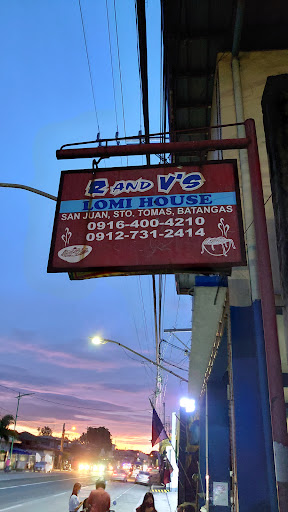 R AND V'S
LOMI HOUSE
SAN JUAN, STO. TOMAS, BATANGAS
0916-400-4210
0912-731-2414